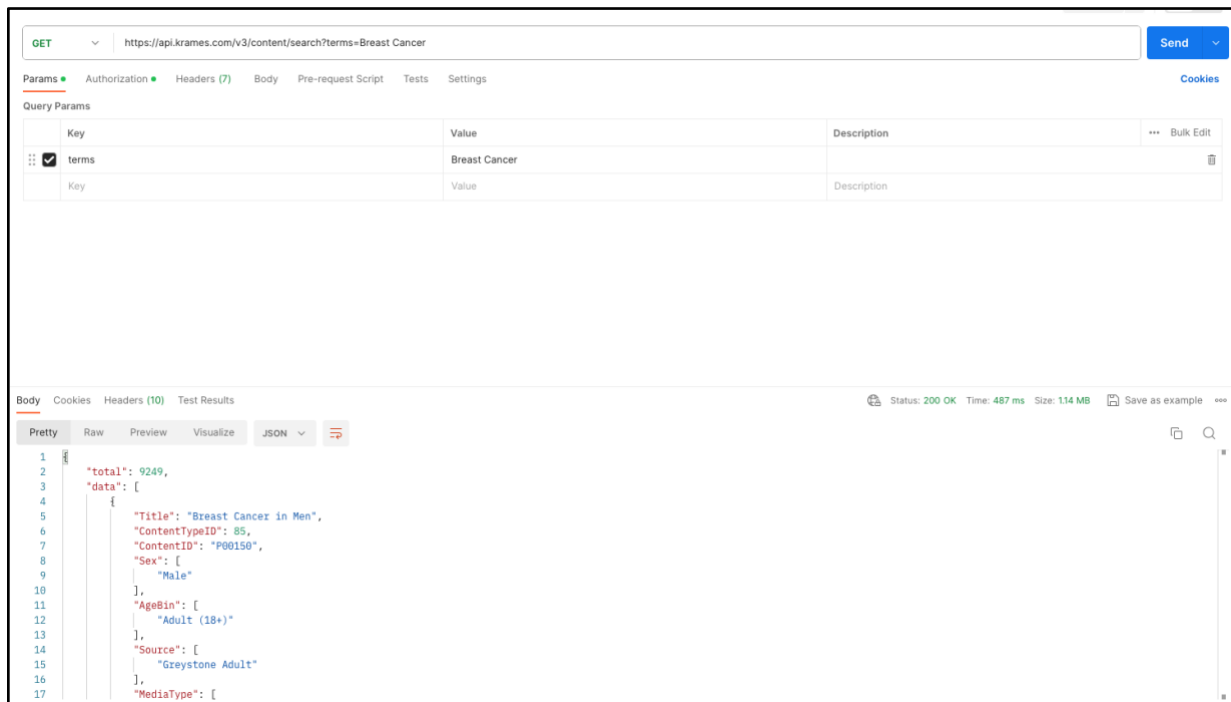 GET https://api.krames.com/v3/content/search?terms=Breast Cancer Send
Params Authorization Headers (7) Body Pre-request Script Tests Settings Cookies
Query Params
Key Value Description Bulk Edit
terms Breast Cancer
Key Value Description
Body Cookies Headers (10) Test Results Status: 200 OK Time: 487 ms Size: 1.14 MB Save as example
Pretty Raw Preview Visualize JSON
1 {
2 "total": 9249,
3 "data": [
4 {
5 "Title": "Breast Cancer in Men",
6 "ContentTypeID": 85,
7 "ContentID": "P00150",
8 "Sex": [
9 "Male"
10 ],
11 "AgeBin": [
12 "Adult (18+)"
13 ],
14 "Source": [
15 "Greystone Adult"
16 ],
17 "MediaType": [